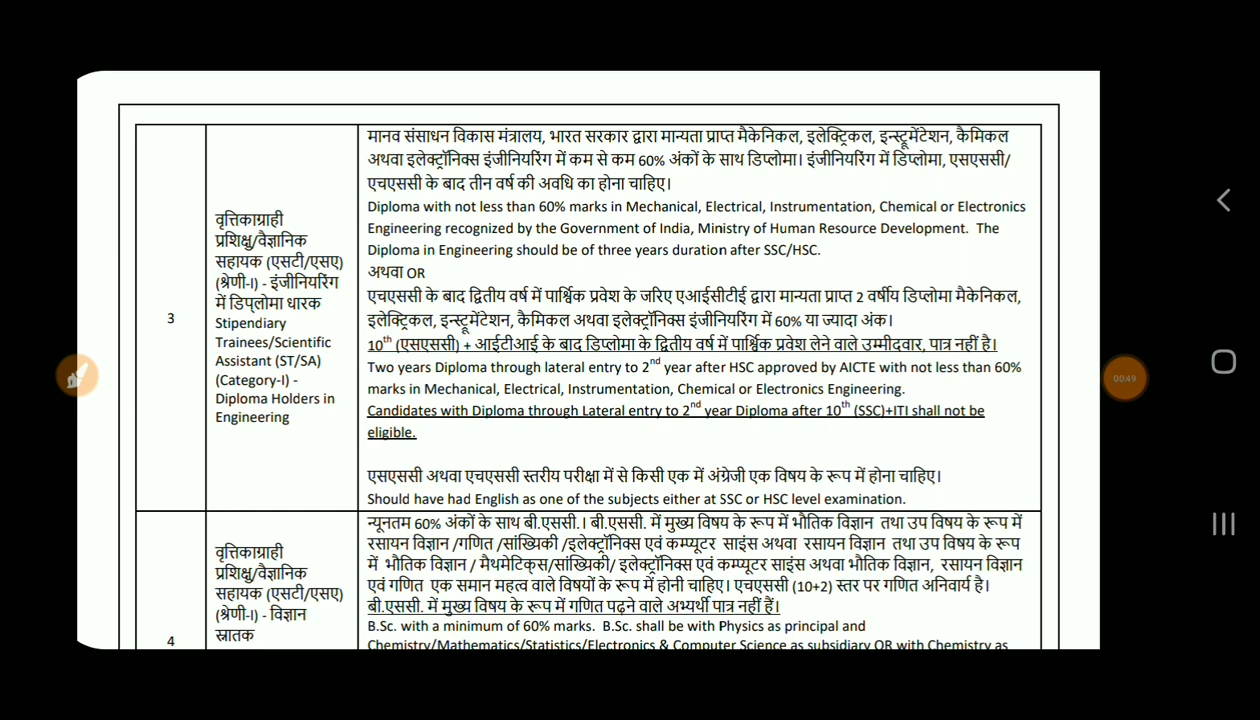 3
वृत्तिकाग्राही
प्रशिक्षु/वैज्ञानिक
सहायक (एसटी/एसए)
(श्रेणी-I) - इंजीनियरिंग
में डिप्लोमा धारक
Stipendiary
Trainees/Scientific
Assistant (ST/SA)
(Category-I) -
Diploma Holders in
Engineering
मानव संसाधन विकास मंत्रालय, भारत सरकार द्वारा मान्यता प्राप्त मैकेनिकल, इलेक्ट्रिकल, इन्स्ट्रूमेंटेशन, कैमिकल
अथवा इलेक्ट्रॉनिक्स इंजीनियरिंग में कम से कम 60% अंकों के साथ डिप्लोमा। इंजीनियरिंग में डिप्लोमा, एसएससी/
एचएससी के बाद तीन वर्ष की अवधि का होना चाहिए।
Diploma with not less than 60% marks in Mechanical, Electrical, Instrumentation, Chemical or Electronics
Engineering recognized by the Government of India, Ministry of Human Resource Development. The
Diploma in Engineering should be of three years duration after SSC/HSC.
अथवा OR
एचएससी के बाद द्वितीय वर्ष में पार्श्विक प्रवेश के जरिए एआईसीटीई द्वारा मान्यता प्राप्त 2 वर्षीय डिप्लोमा मैकेनिकल,
इलेक्ट्रिकल, इन्स्ट्रूमेंटेशन, कैमिकल अथवा इलेक्ट्रॉनिक्स इंजीनियरिंग में 60% या ज्यादा अंक।
10th (एसएससी) + आईटीआई के बाद डिप्लोमा के द्वितीय वर्ष में पार्श्विक प्रवेश लेने वाले उम्मीदवार, पात्र नहीं है।
Two years Diploma through lateral entry to 2nd year after HSC approved by AICTE with not less than 60%
marks in Mechanical, Electrical, Instrumentation, Chemical or Electronics Engineering.
Candidates with Diploma through Lateral entry to 2nd year Diploma after 10th (SSC)+ITI shall not be
eligible.
एसएससी अथवा एचएससी स्तरीय परीक्षा में से किसी एक में अंग्रेजी एक विषय के रूप में होना चाहिए।
Should have had English as one of the subjects either at SSC or HSC level examination.
4
वृत्तिकाग्राही
प्रशिक्षु/वैज्ञानिक
सहायक (एसटी/एसए)
(श्रेणी-I) - विज्ञान
स्नातक
न्यूनतम 60% अंकों के साथ बी.एससी.। बी.एससी. में मुख्य विषय के रूप में भौतिक विज्ञान तथा उप विषय के रूप में
रसायन विज्ञान /गणित /सांख्यिकी /इलेक्ट्रॉनिक्स एवं कम्प्यूटर साइंस अथवा रसायन विज्ञान तथा उप विषय के रूप
में भौतिक विज्ञान / मैथमेटिक्स/सांख्यिकी/ इलेक्ट्रॉनिक्स एवं कम्प्यूटर साइंस अथवा भौतिक विज्ञान, रसायन विज्ञान
एवं गणित एक समान महत्व वाले विषयों के रूप में होनी चाहिए। एचएससी (10+2) स्तर पर गणित अनिवार्य है।
बी.एससी. में मुख्य विषय के रूप में गणित पढ़ने वाले अभ्यर्थी पात्र नहीं हैं।
B.Sc. with a minimum of 60% marks. B.Sc. shall be with Physics as principal and
Chemistry/Mathematics/Statistics/Electronics & Computer Science as subsidiary OR with Chemistry as
00:49